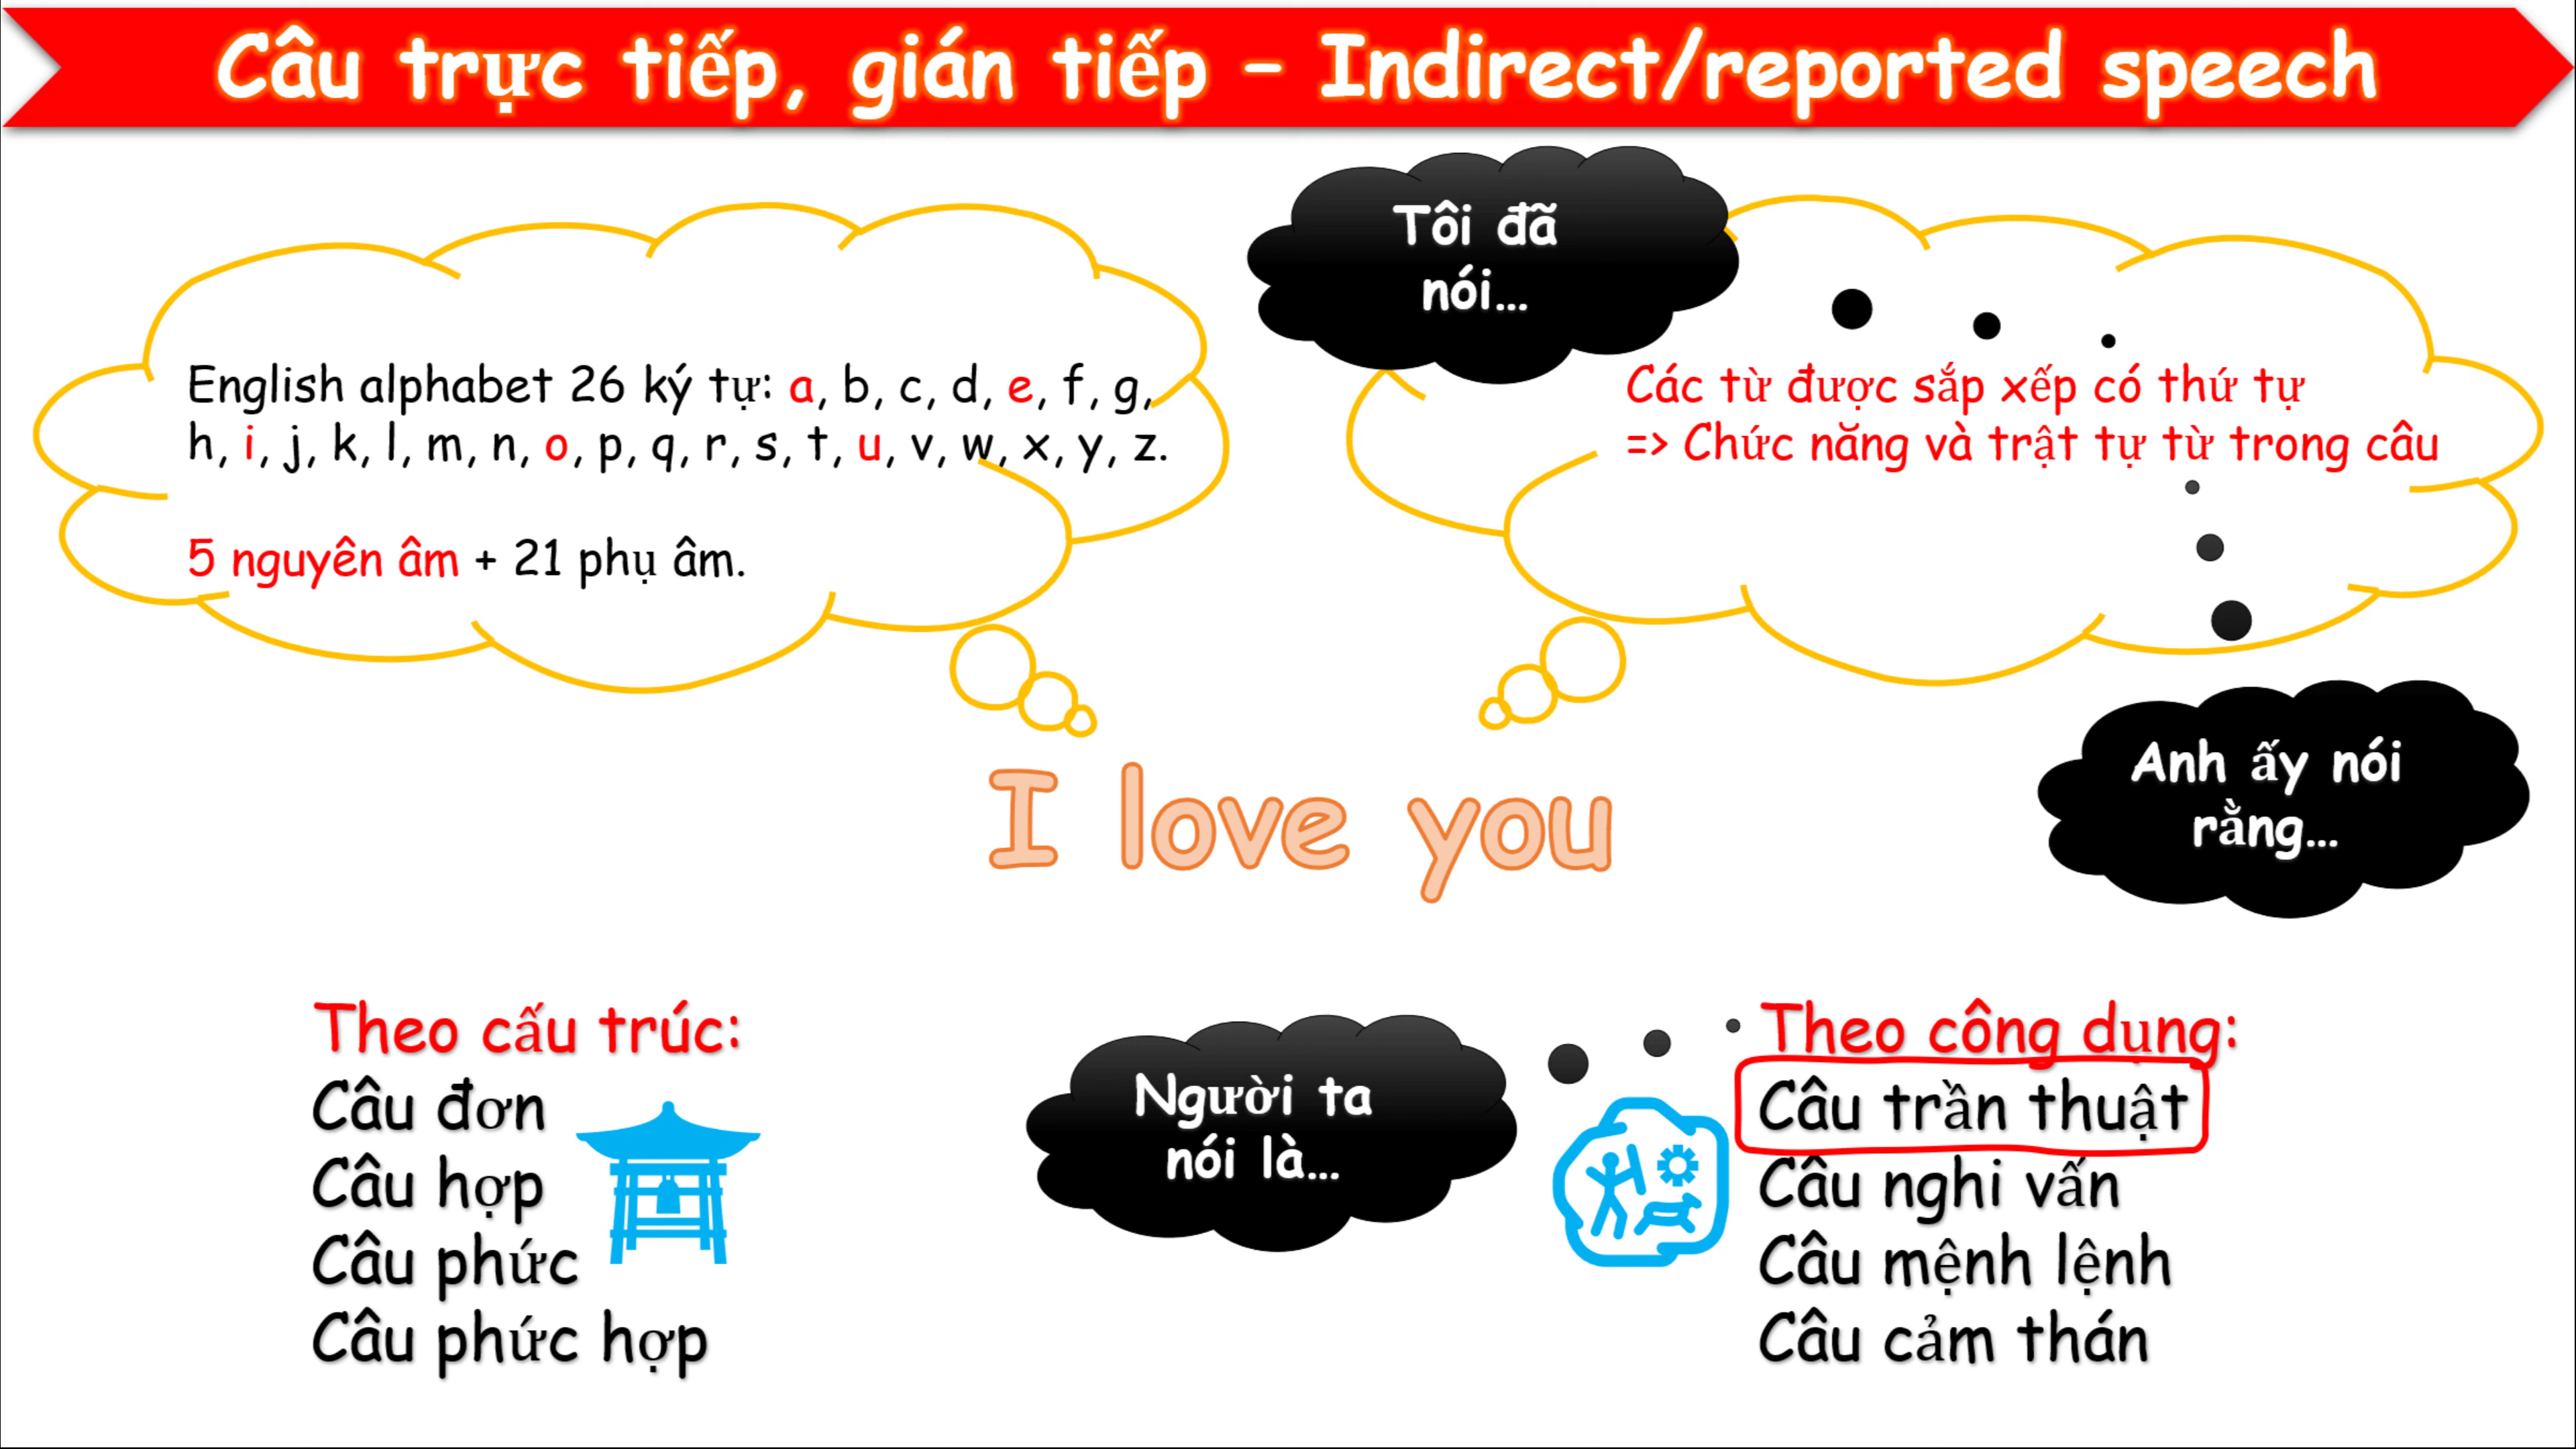 Câu trực tiếp, gián tiếp – Indirect/reported speech
Tôi đã
nói...
English alphabet 26 ký tự: a, b, c, d, e, f, g,
h, i, j, k, l, m, n, o, p, q, r, s, t, u, v, w, x, y, z.
5 nguyên âm + 21 phụ âm.
Các từ được sắp xếp có thứ tự
=> Chức năng và trật tự từ trong câu
I love you
Anh ấy nói
rằng...
Theo cấu trúc:
Câu đơn
Câu hợp
Câu phức
Câu phức hợp
Người ta
nói là...
Theo công dụng:
Câu trần thuật
Câu nghi vấn
Câu mệnh lệnh
Câu cảm thán